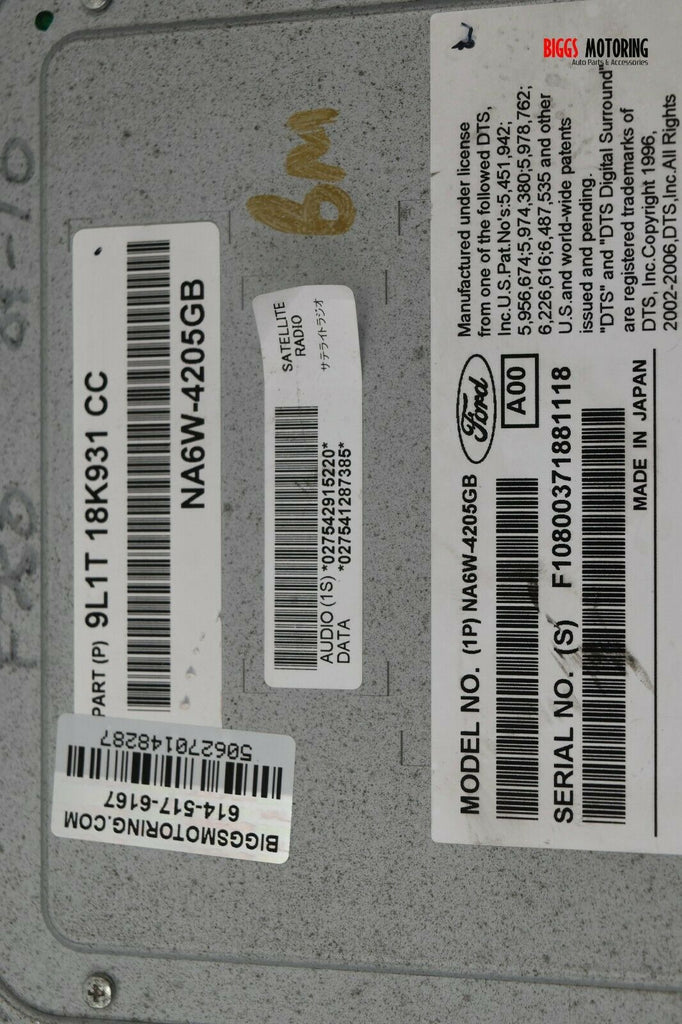 BIGGS MOTORING
Auto Parts & Accessories
BM
PART (P) 9L1T 18K931 CC
NA6W-4205GB
SATELLITE
RADIO
サテライトラジオ
AUDIO (1S) *027542915220*
DATA *027541287385*
Manufactured under license
from one of the followed DTS,
Inc.U.S.Pat.No's:5,451,942;
5,956,674;5,974,380;5,978,762;
6,226,616;6,487,535 and other
U.S.and world-wide patents
issued and pending.
"DTS" and "DTS Digital Surround"
are registered trademarks of
DTS, Inc.Copyright 1996,
2002-2006,DTS,Inc.All Rights
Ford
A00
MODEL NO. (1P) NA6W-4205GB
SERIAL NO. (S) F10800371881118
MADE IN JAPAN
BIGGSMOTORING.COM
614-517-6167
506270148287